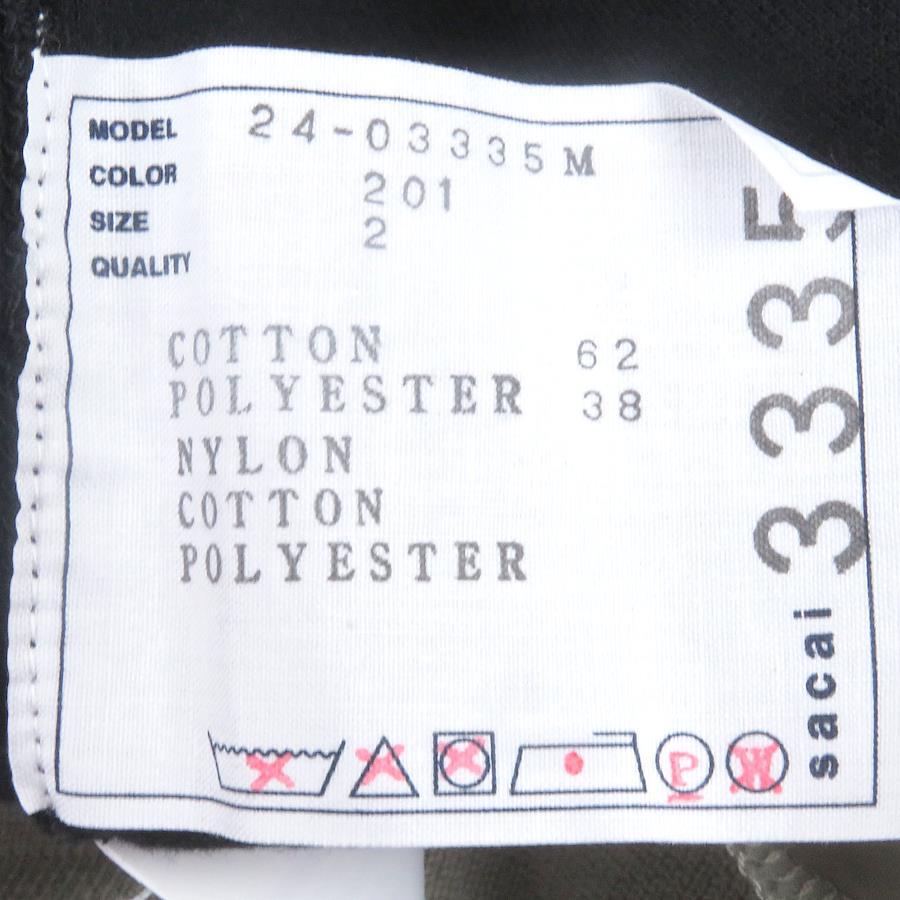 MODEL 24-03335M
COLOR 201
SIZE 2
QUALITY
COTTON 62
POLYESTER 38
NYLON
COTTON
POLYESTER
P
W
sacai 3335